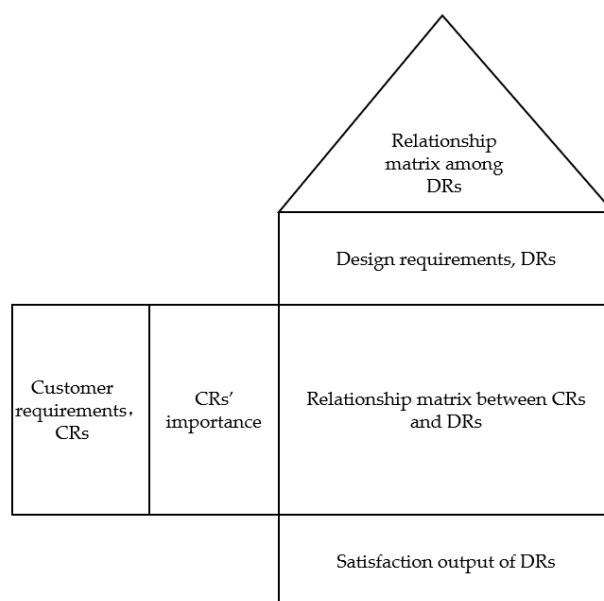 Relationship
matrix among
DRs
Design requirements, DRs
Customer
requirements,
CRs
CRs’
importance
Relationship matrix between CRs
and DRs
Satisfaction output of DRs